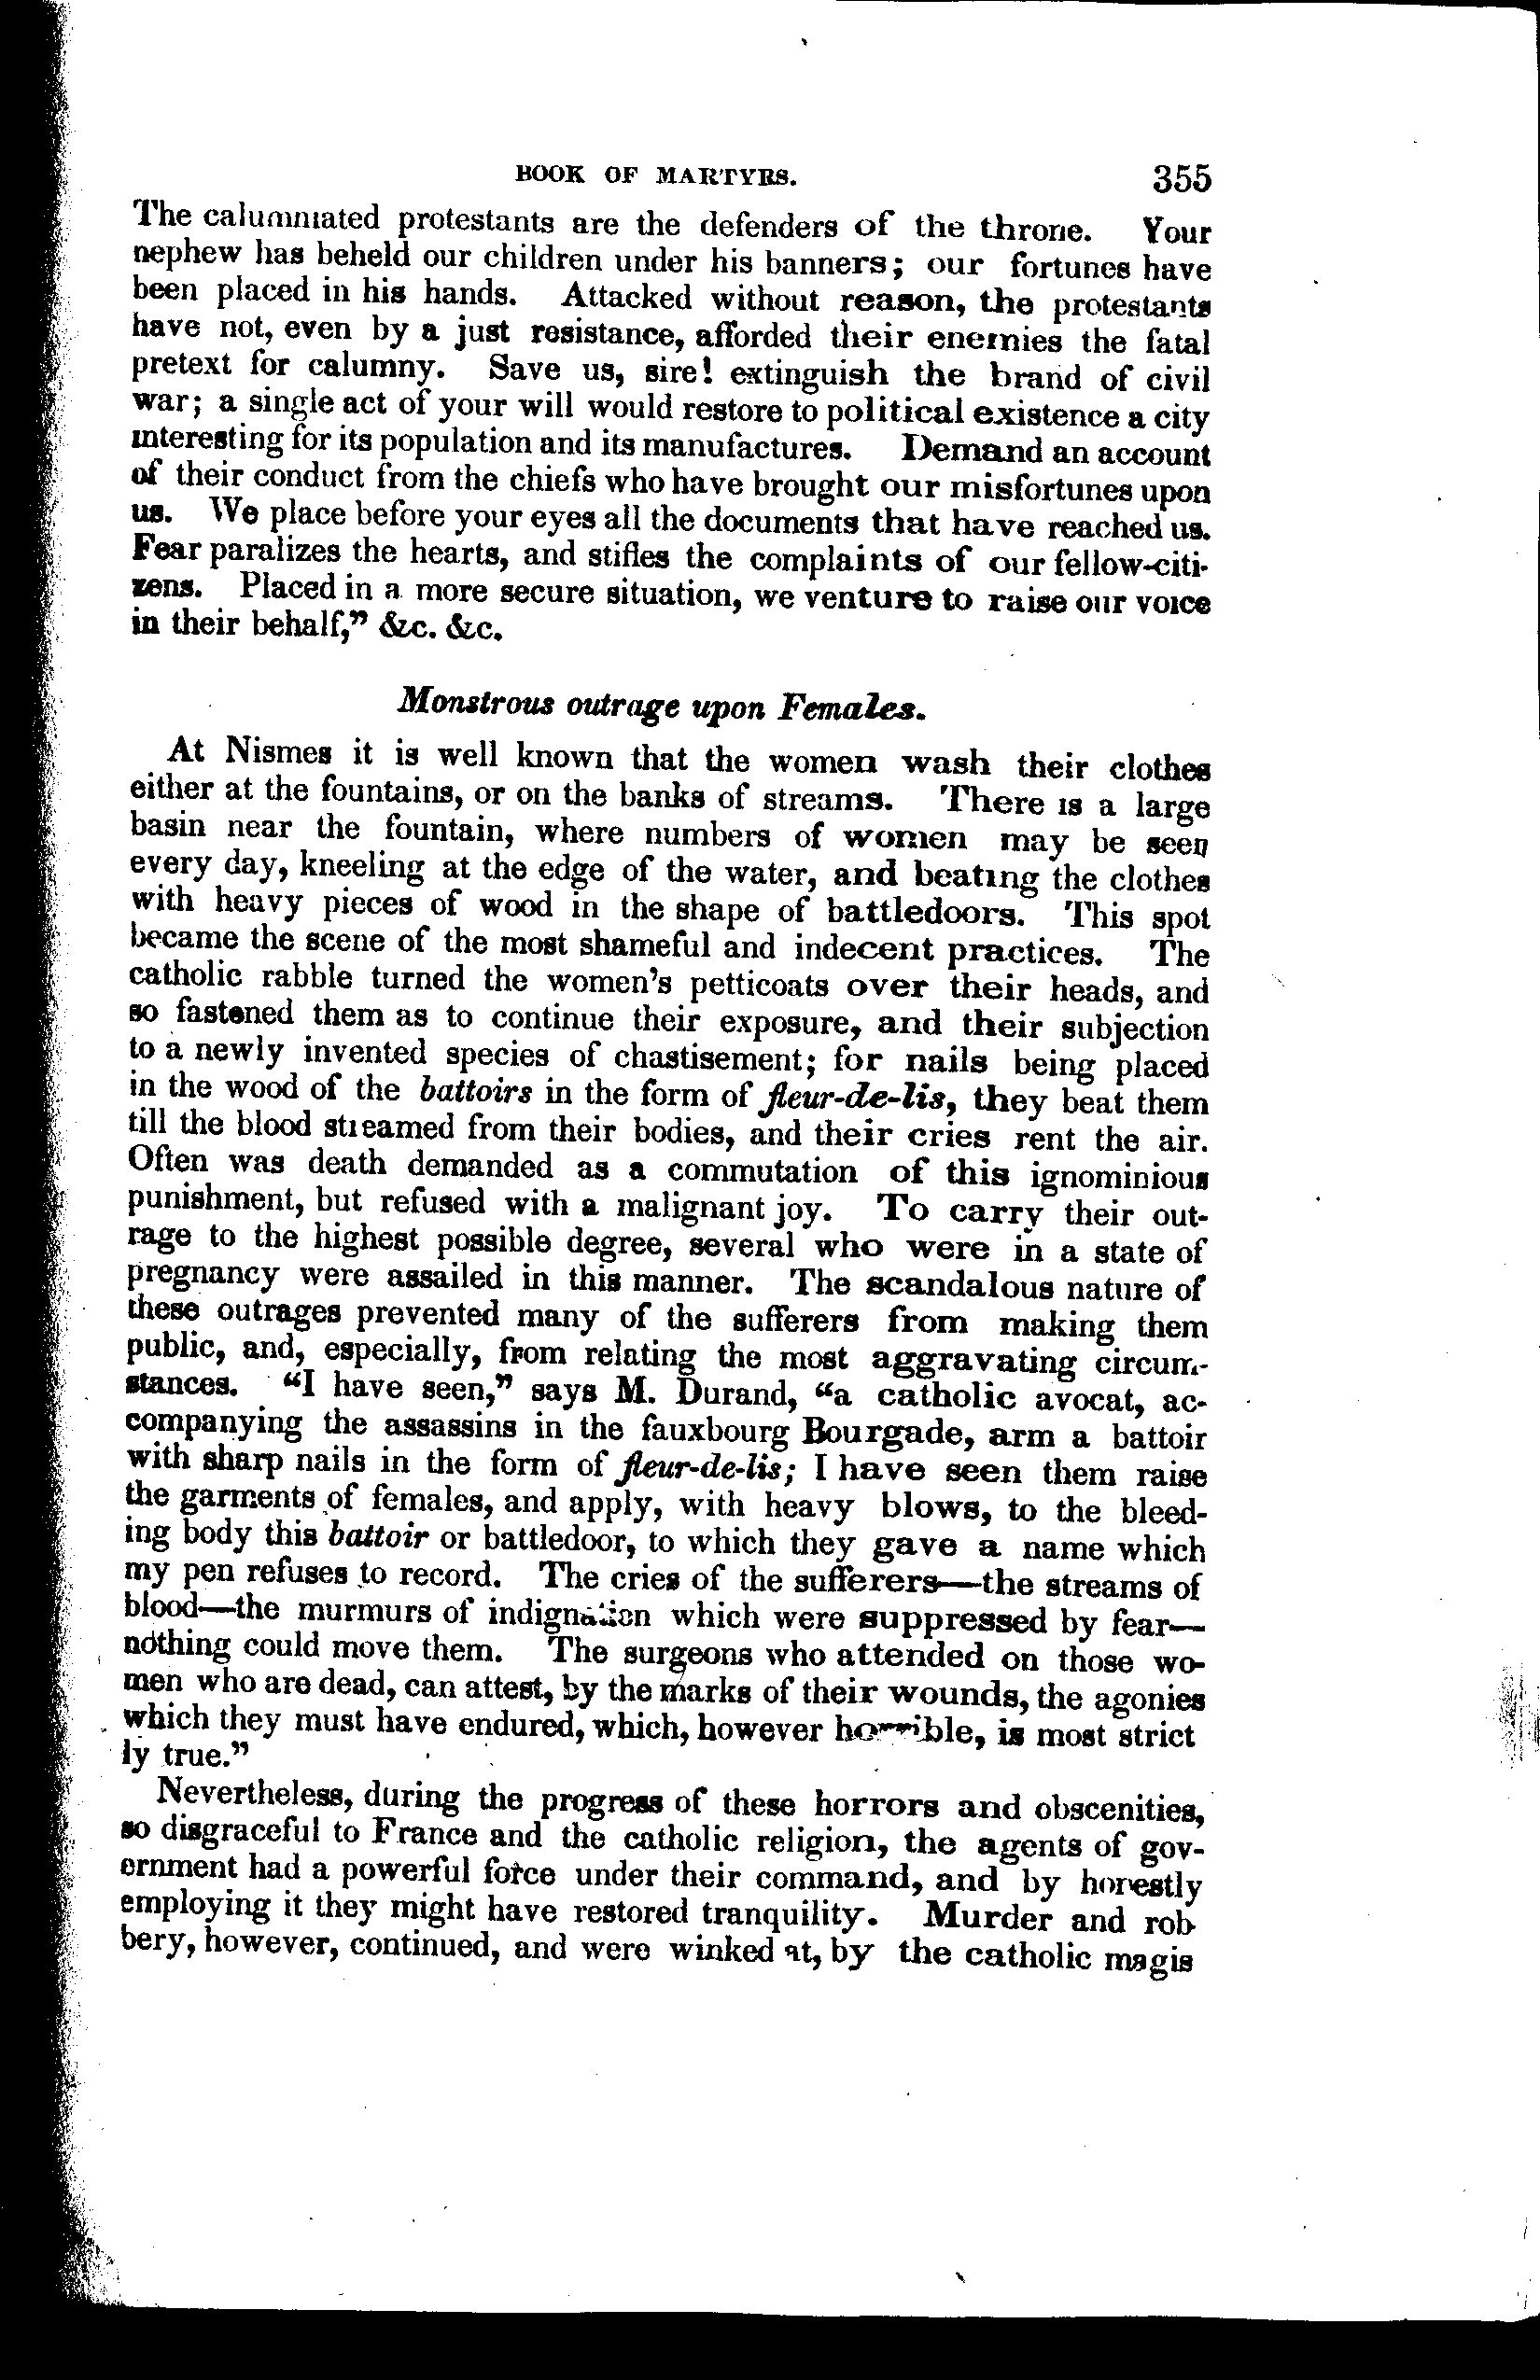 BOOK OF MARTYRS. 355
The calumniated protestants are the defenders of the throne. Your
nephew has beheld our children under his banners; our fortunes have
been placed in his hands. Attacked without reason, the protestants
have not, even by a just resistance, afforded their enemies the fatal
pretext for calumny. Save us, sire! extinguish the brand of civil
war; a single act of your will would restore to political existence a city
interesting for its population and its manufactures. Demand an account
of their conduct from the chiefs who have brought our misfortunes upon
us. We place before your eyes all the documents that have reached us.
Fear paralizes the hearts, and stifles the complaints of our fellow-citi-
zens. Placed in a more secure situation, we venture to raise our voice
in their behalf,” &c. &c.
Monstrous outrage upon Females.
At Nismes it is well known that the women wash their clothes
either at the fountains, or on the banks of streams. There is a large
basin near the fountain, where numbers of women may be seen
every day, kneeling at the edge of the water, and beating the clothes
with heavy pieces of wood in the shape of battledoors. This spot
became the scene of the most shameful and indecent practices. The
catholic rabble turned the women's petticoats over their heads, and
so fastened them as to continue their exposure, and their subjection
to a newly invented species of chastisement; for nails being placed
in the wood of the battoirs in the form of fleur-de-lis, they beat them
till the blood streamed from their bodies, and their cries rent the air.
Often was death demanded as a commutation of this ignominious
punishment, but refused with a malignant joy. To carry their out-
rage to the highest possible degree, several who were in a state of
pregnancy were assailed in this manner. The scandalous nature of
these outrages prevented many of the sufferers from making them
public, and, especially, from relating the most aggravating circum-
stances. “I have seen,” says M. Durand, “a catholic avocat, ac-
companying the assassins in the fauxbourg Bourgade, arm a battoir
with sharp nails in the form of fleur-de-lis; I have seen them raise
the garments of females, and apply, with heavy blows, to the bleed-
ing body this battoir or battledoor, to which they gave a name which
my pen refuses to record. The cries of the sufferers—the streams of
blood—the murmurs of indignation which were suppressed by fear—
nothing could move them. The surgeons who attended on those wo-
men who are dead, can attest, by the marks of their wounds, the agonies
which they must have endured, which, however horrible, is most strict
ly true.”
Nevertheless, during the progress of these horrors and obscenities,
so disgraceful to France and the catholic religion, the agents of gov-
ernment had a powerful force under their command, and by honestly
employing it they might have restored tranquility. Murder and rob-
bery, however, continued, and were winked at, by the catholic magis